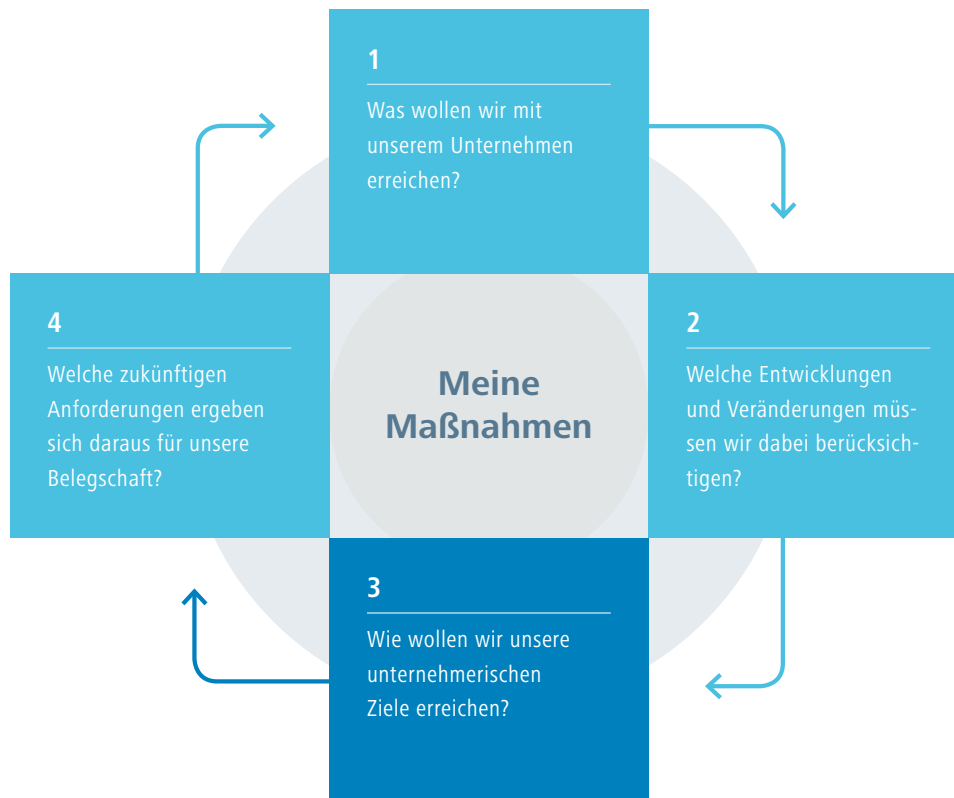 1
Was wollen wir mit
unserem Unternehmen
erreichen?
2
Welche Entwicklungen
und Veränderungen müs-
sen wir dabei berücksich-
tigen?
3
Wie wollen wir unsere
unternehmerischen
Ziele erreichen?
4
Welche zukünftigen
Anforderungen ergeben
sich daraus für unsere
Belegschaft?
Meine
Maßnahmen